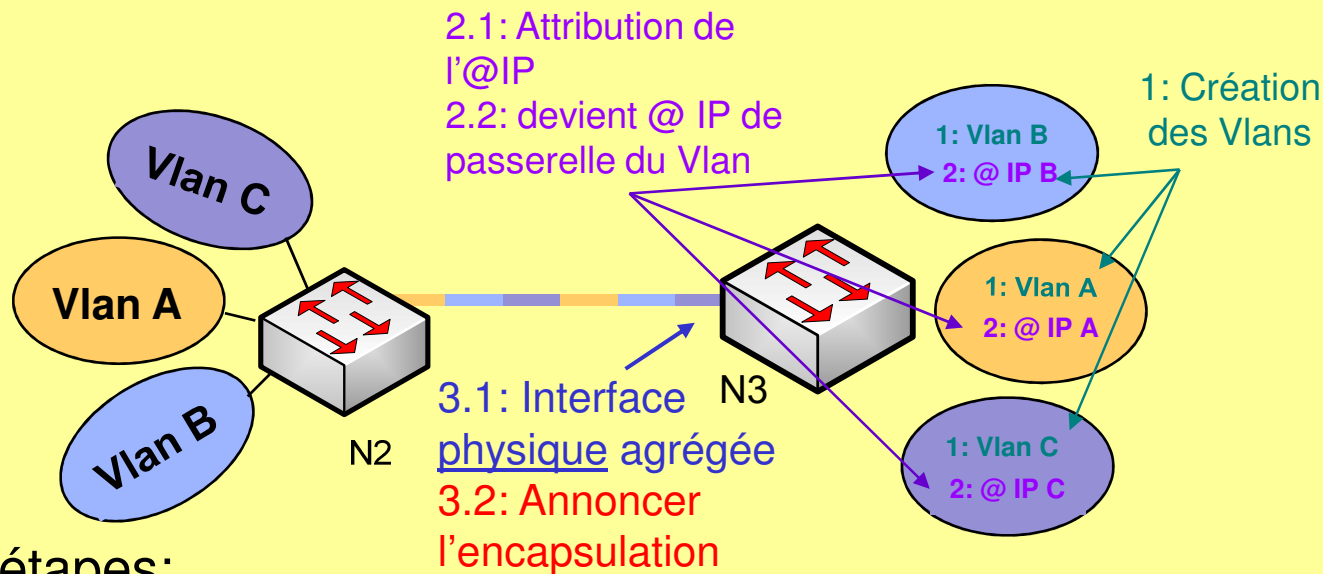 2.1: Attribution de
l'@IP
2.2: devient @ IP de
passerelle du Vlan
1: Création
des Vlans
Vlan C
Vlan A
Vlan B
N2
N3
1: Vlan B
2: @ IP B
1: Vlan A
2: @ IP A
1: Vlan C
2: @ IP C
3.1: Interface
physique agrégée
3.2: Annoncer
l'encapsulation
étapes: